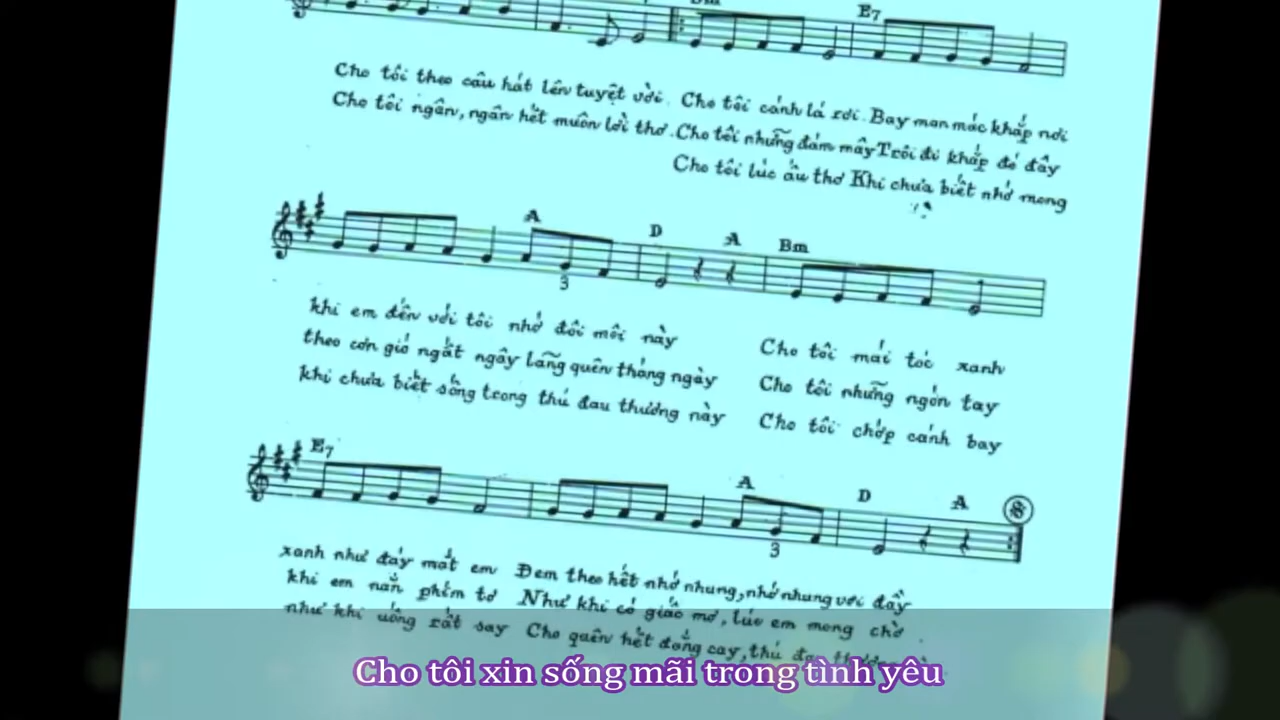 E7
Cho tôi theo câu hát lên tuyệt vời. Cho tôi cánh lá rơi. Bay man mác khắp nơi
Cho tôi ngân, ngân hết muôn lời thơ. Cho tôi những đám mây Trôi đi khắp đó đây
Cho tôi lúc ấu thơ Khi chưa biết nhớ mong
A D A Bm
3
khi em đến với tôi nhớ đôi môi này Cho tôi mái tóc xanh
theo cơn gió ngất ngây lãng quên tháng ngày Cho tôi những ngón tay
khi chưa biết sống trong thú đau thương này Cho tôi chớp cánh bay
E7 A D A
3
xanh như đáy mắt em Đem theo hết nhớ nhung, nhớ nhung với đầy
khi em nắn phím tơ Như khi có giấc mơ, lúc em mong chờ
như khi uống rất say Cho quên hết đắng cay, thú
Cho tôi xin sống mãi trong tình yêu